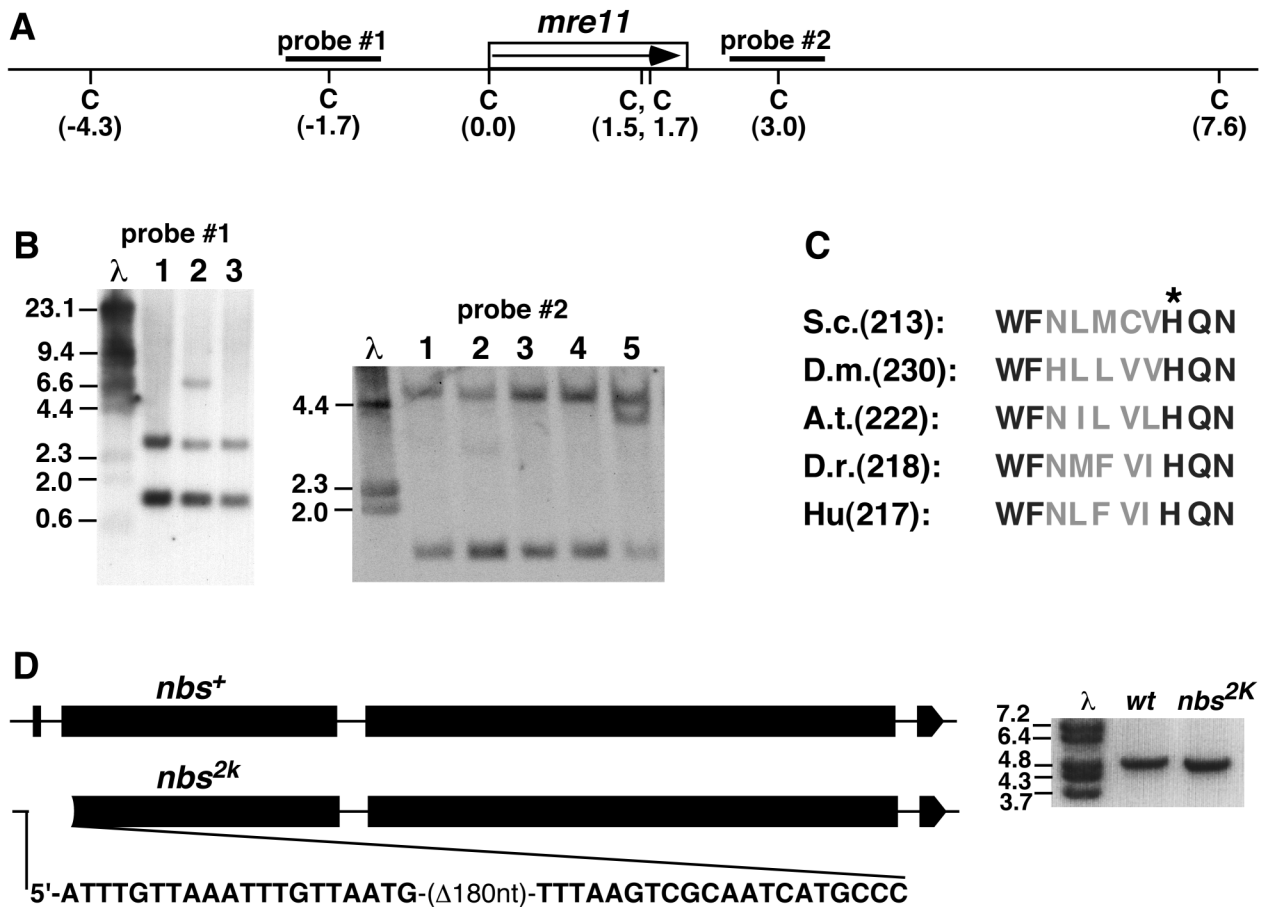 A
mre11
probe #1
probe #2
C C C C, C C C
(-4.3) (-1.7) (0.0) (1.5, 1.7) (3.0) (7.6)
B
probe #1
λ 1 2 3
23.1
9.4
6.6
4.4
2.3
2.0
0.6
probe #2
λ 1 2 3 4 5
4.4
2.3
2.0
C
*
S.c.(213): WFNLMCVHQN
D.m.(230): WFHLLVVHQN
A.t.(222): WFNILVLHQN
D.r.(218): WFNMFVIHQN
Hu(217): WFNLFVIHQN
D
nbs+
nbs2k
5'-ATTTGTTAAATTTGTTAATG-(Δ180nt)-TTTAAGTCGCAATCATGCCC
λ wt nbs2K
7.2
6.4
4.8
4.3
3.7